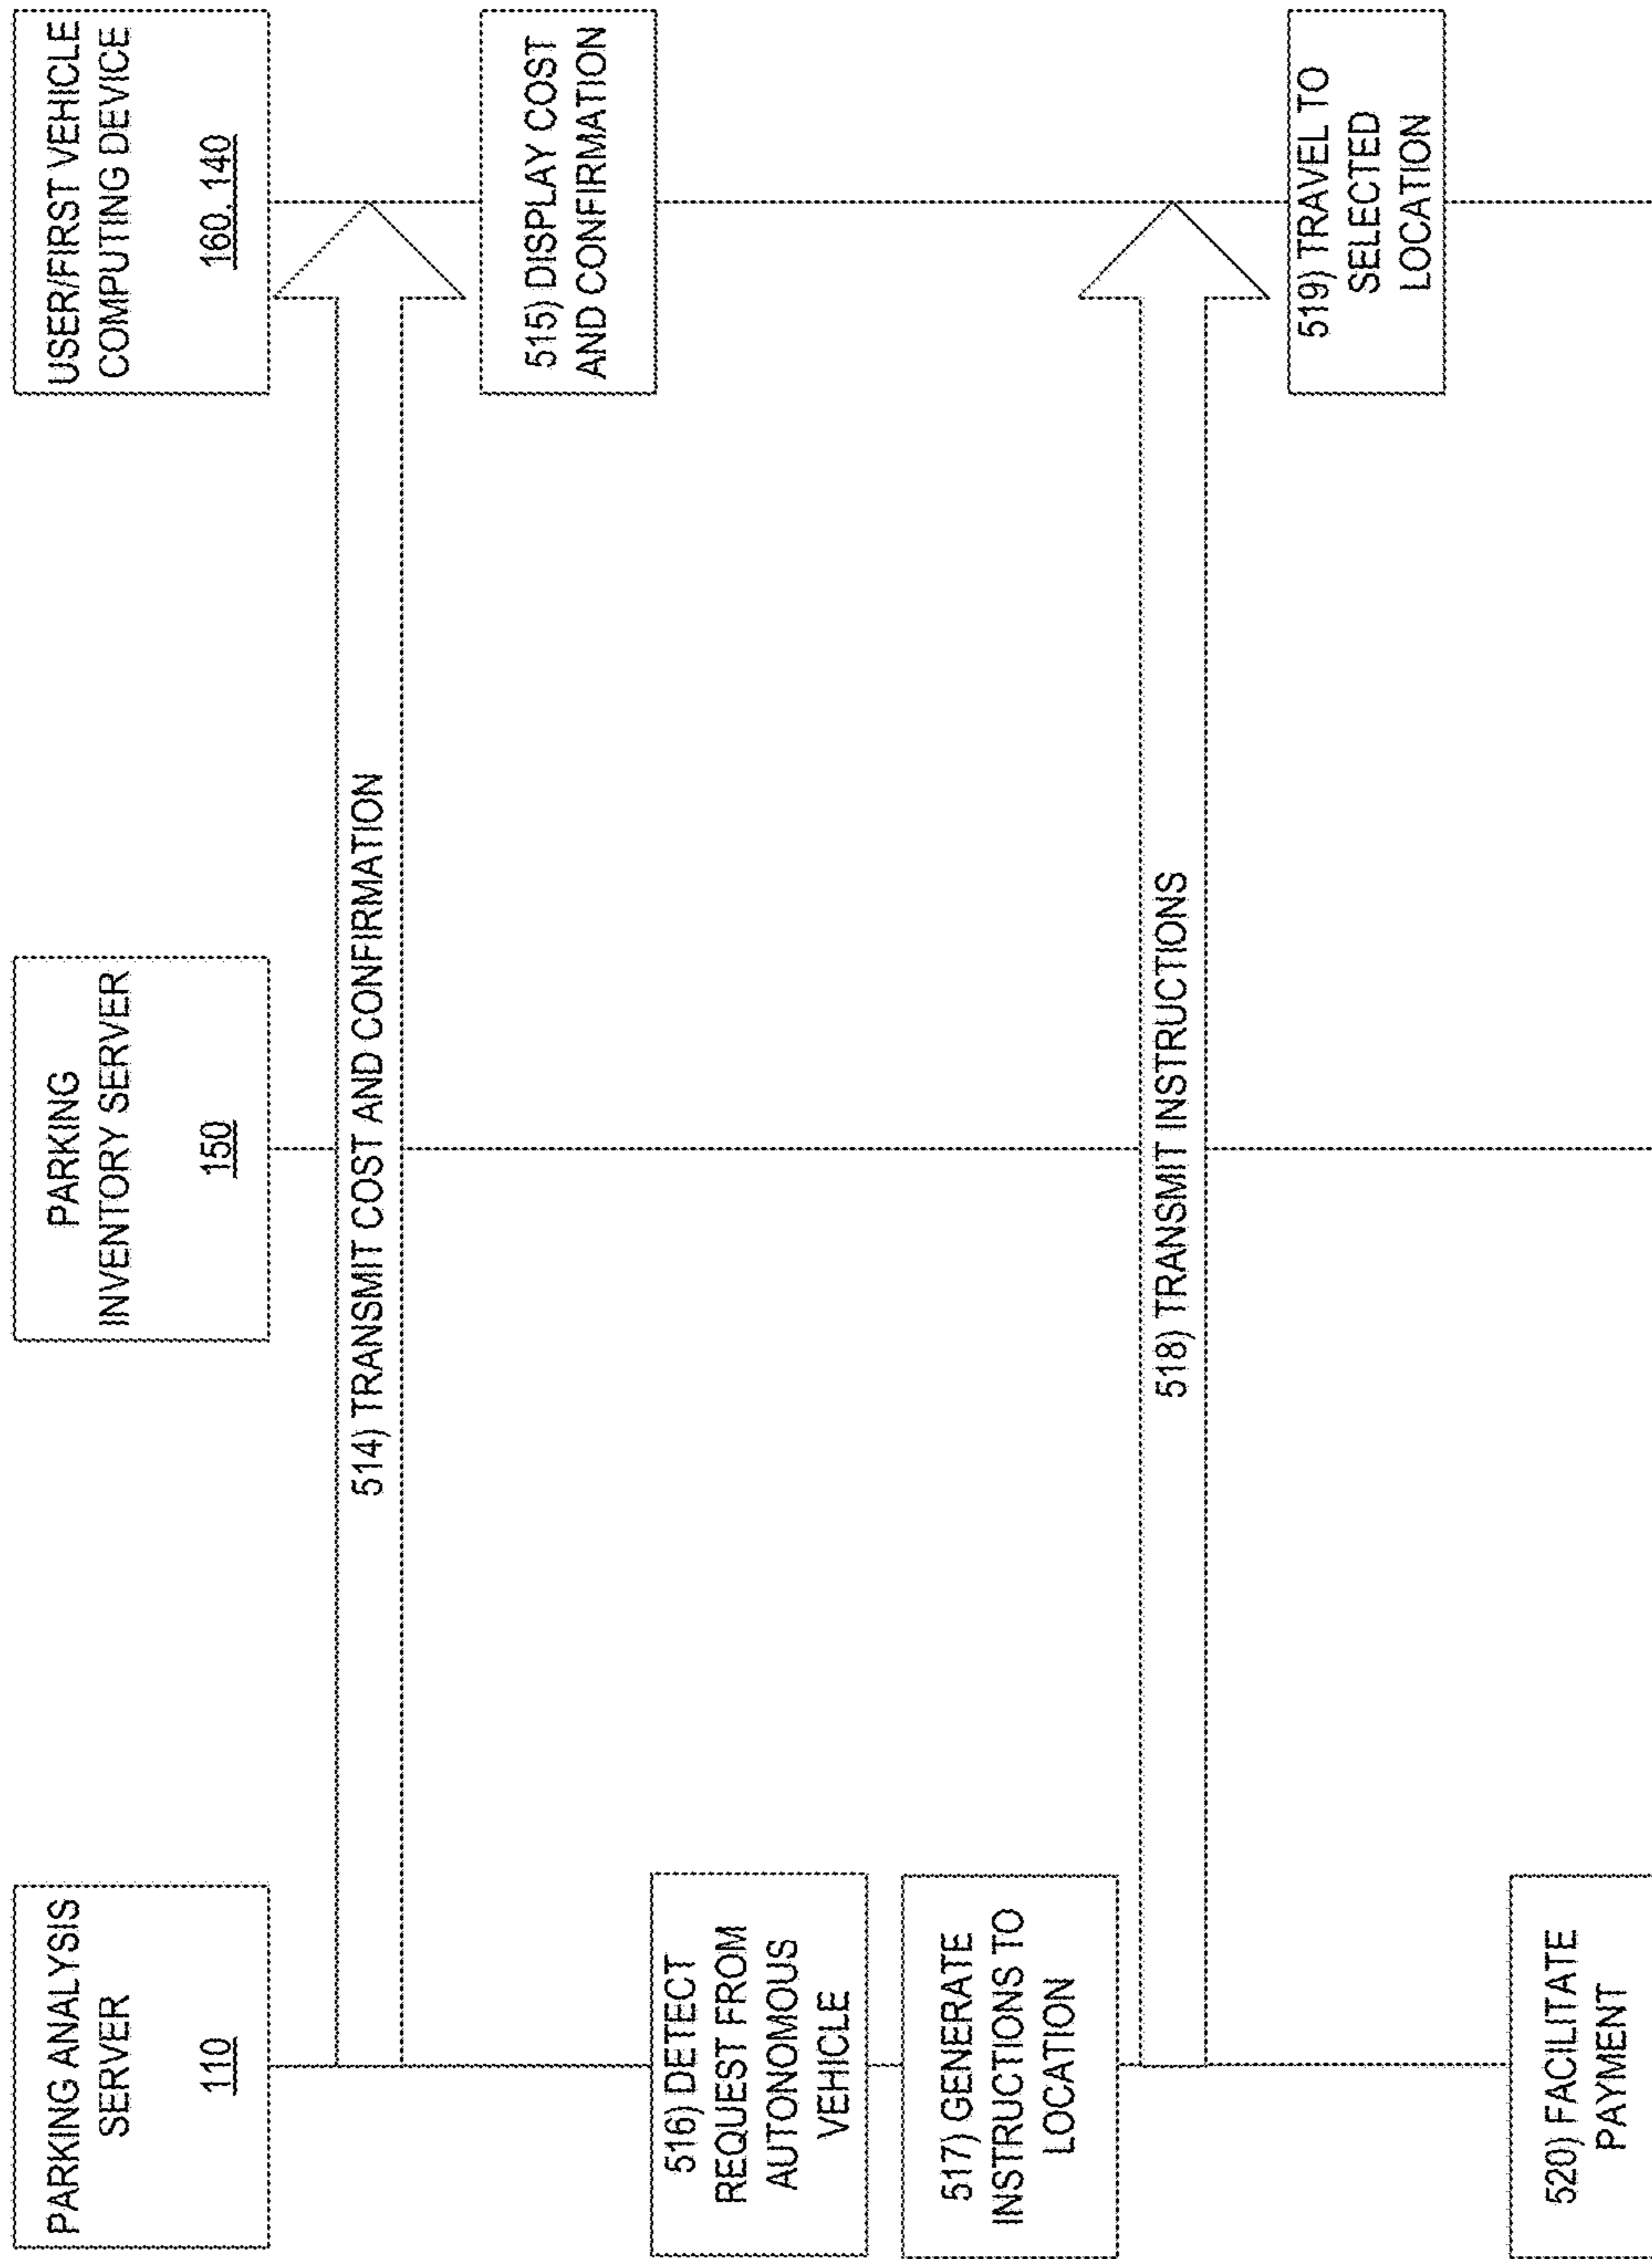 PARKING ANALYSIS
SERVER
110
PARKING
INVENTORY SERVER
150
USER/FIRST VEHICLE
COMPUTING DEVICE
160, 140
514) TRANSMIT COST AND CONFIRMATION
515) DISPLAY COST
AND CONFIRMATION
516) DETECT
REQUEST FROM
AUTONOMOUS
VEHICLE
517) GENERATE
INSTRUCTIONS TO
LOCATION
518) TRANSMIT INSTRUCTIONS
519) TRAVEL TO
SELECTED
LOCATION
520) FACILITATE
PAYMENT